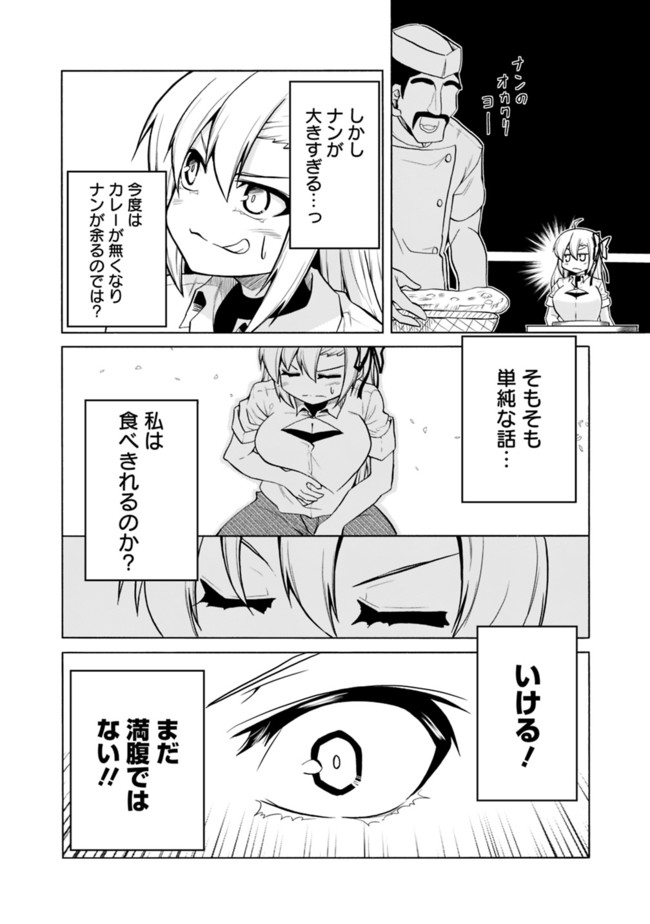 ナンの
オカワリ
ヨー
しかし
ナンが
大きすぎる…っ
今度は
カレーが無くなり
ナンが余るのでは?
そもそも
単純な話…
私は
食べきれるのか?
いける!
まだ
満腹では
ない!!